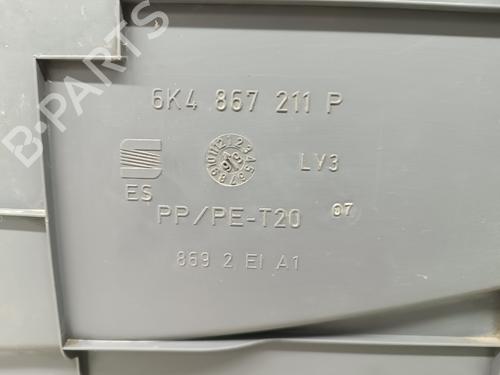 B-PARTS
6K4 867 211 P
LV3
ES
PP/PE-T20 07
869 2 EI A1